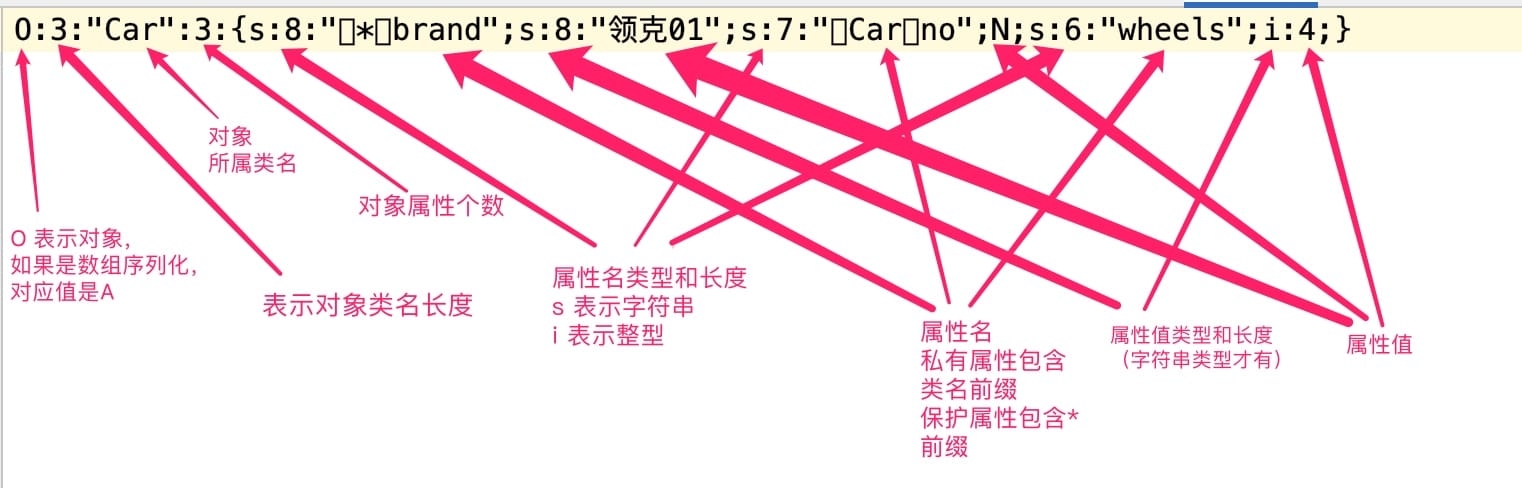 O:3:"Car":3:{s:8:"□*□brand";s:8:"领克01";s:7:"□Car□no";N;s:6:"wheels";i:4;}
对象
所属类名
对象属性个数
O 表示对象，
如果是数组序列化，
对应值是A
表示对象类名长度
属性名类型和长度
s 表示字符串
i 表示整型
属性名
私有属性包含
类名前缀
保护属性包含*
前缀
属性值类型和长度
（字符串类型才有）
属性值